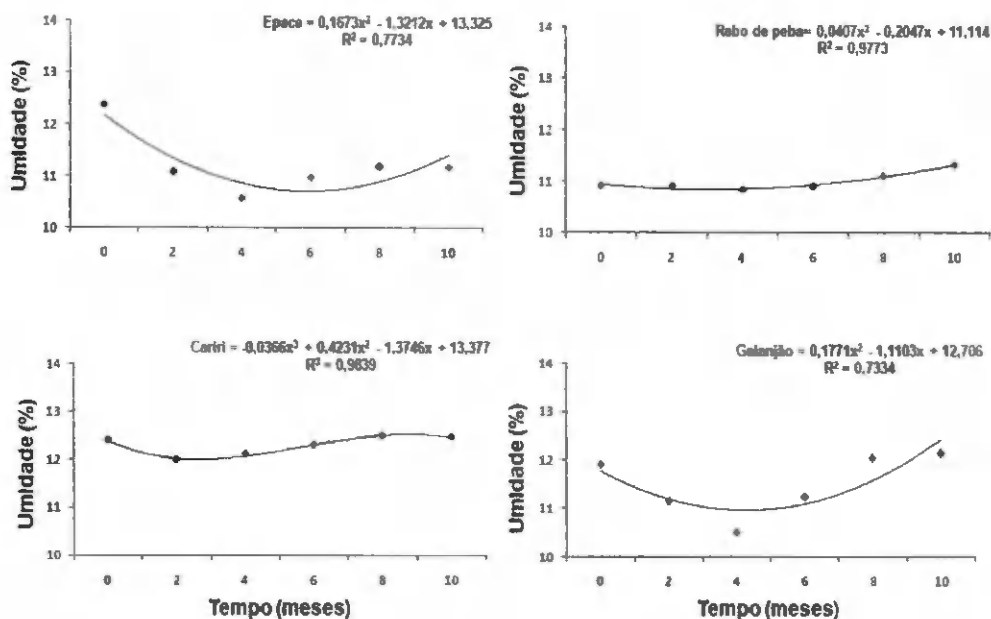 Epaca = 0,1673x² - 1,3212x + 13,325
R² = 0,7734
Umidade (%)
14
13
12
11
10
0 2 4 6 8 10
Rabo de peba= 0,0407x² - 0,2047x + 11,114
R² = 0,9773
Umidade (%)
14
13
12
11
10
0 2 4 6 8 10
Cariri = -0,0366x³ + 0,4231x² - 1,3746x + 13,377
R² = 0,9839
Umidade (%)
14
13
12
11
10
0 2 4 6 8 10
Tempo (meses)
Galanjão = 0,1771x² - 1,1103x + 12,706
R² = 0,7334
Umidade (%)
14
13
12
11
10
0 2 4 6 8 10
Tempo (meses)